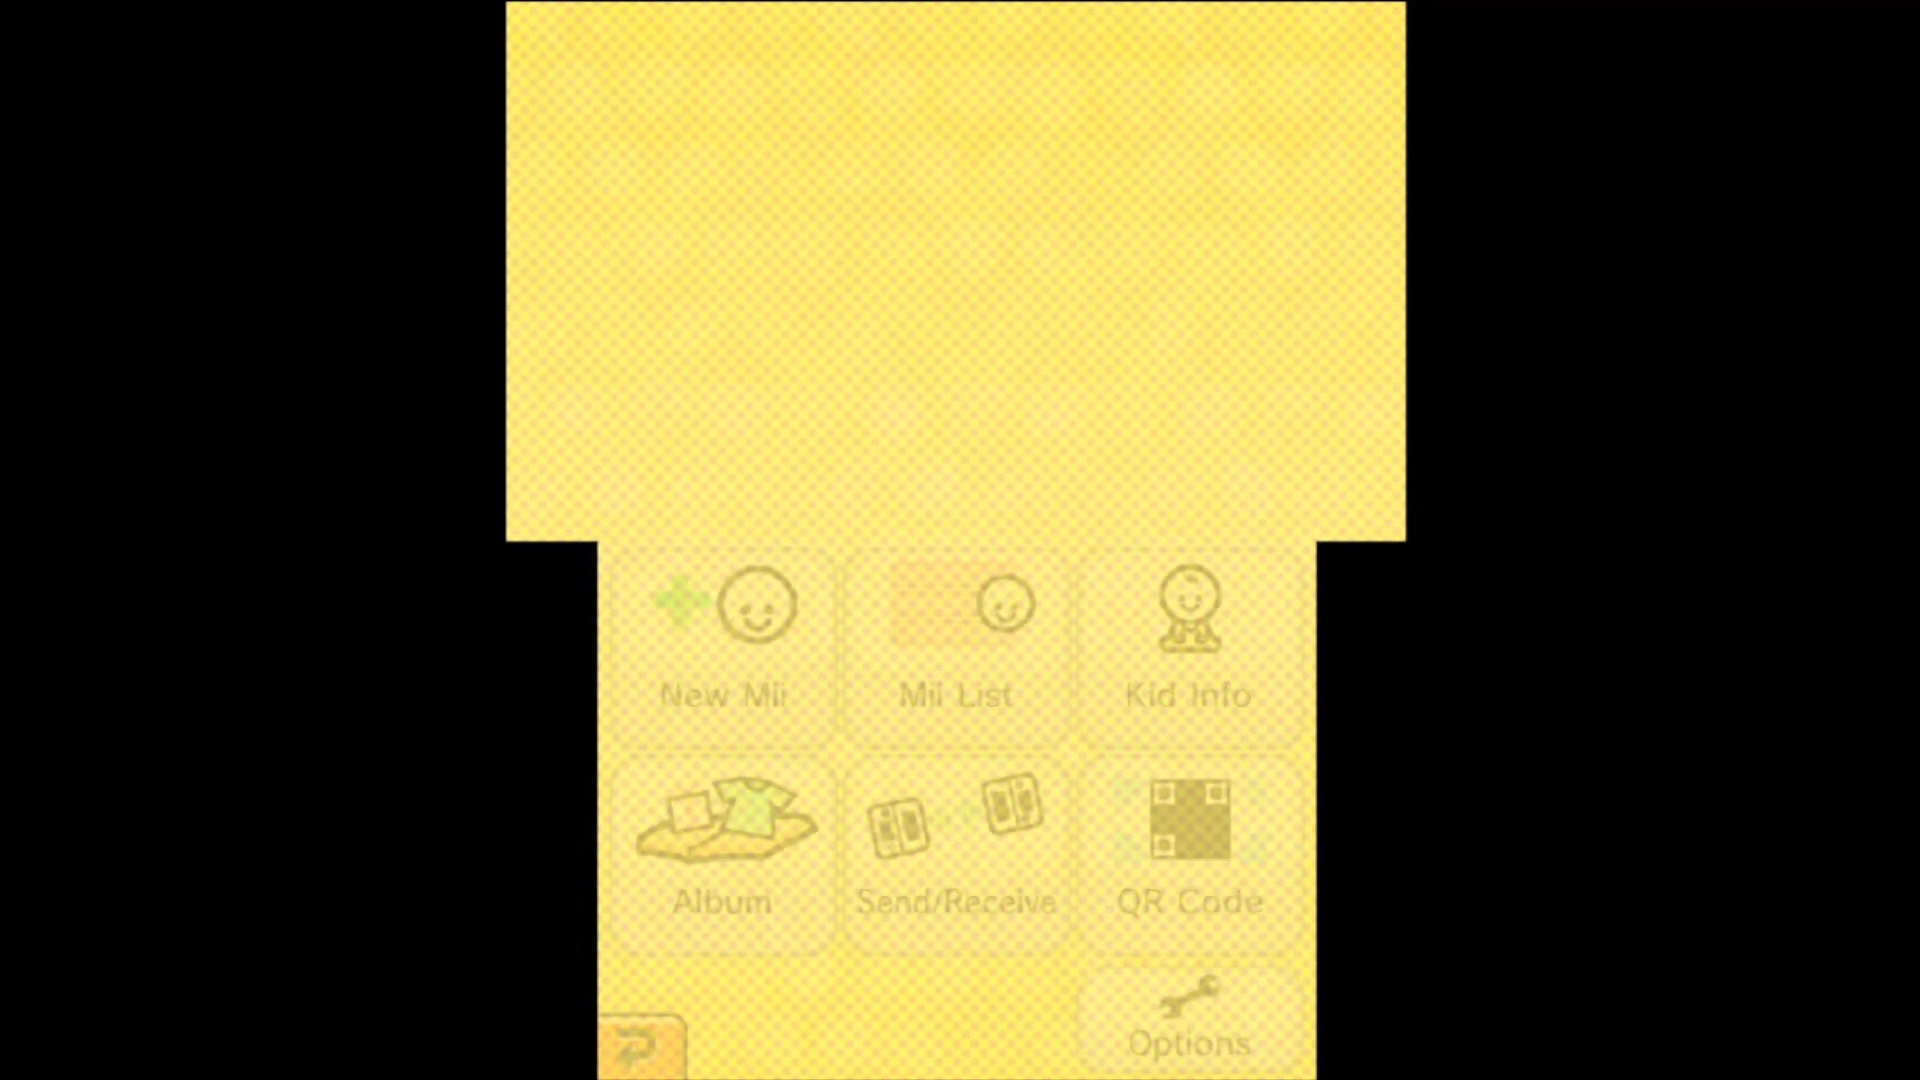 New Mii
Mii List
Kid Info
Album
Send/Receive
QR Code
Options